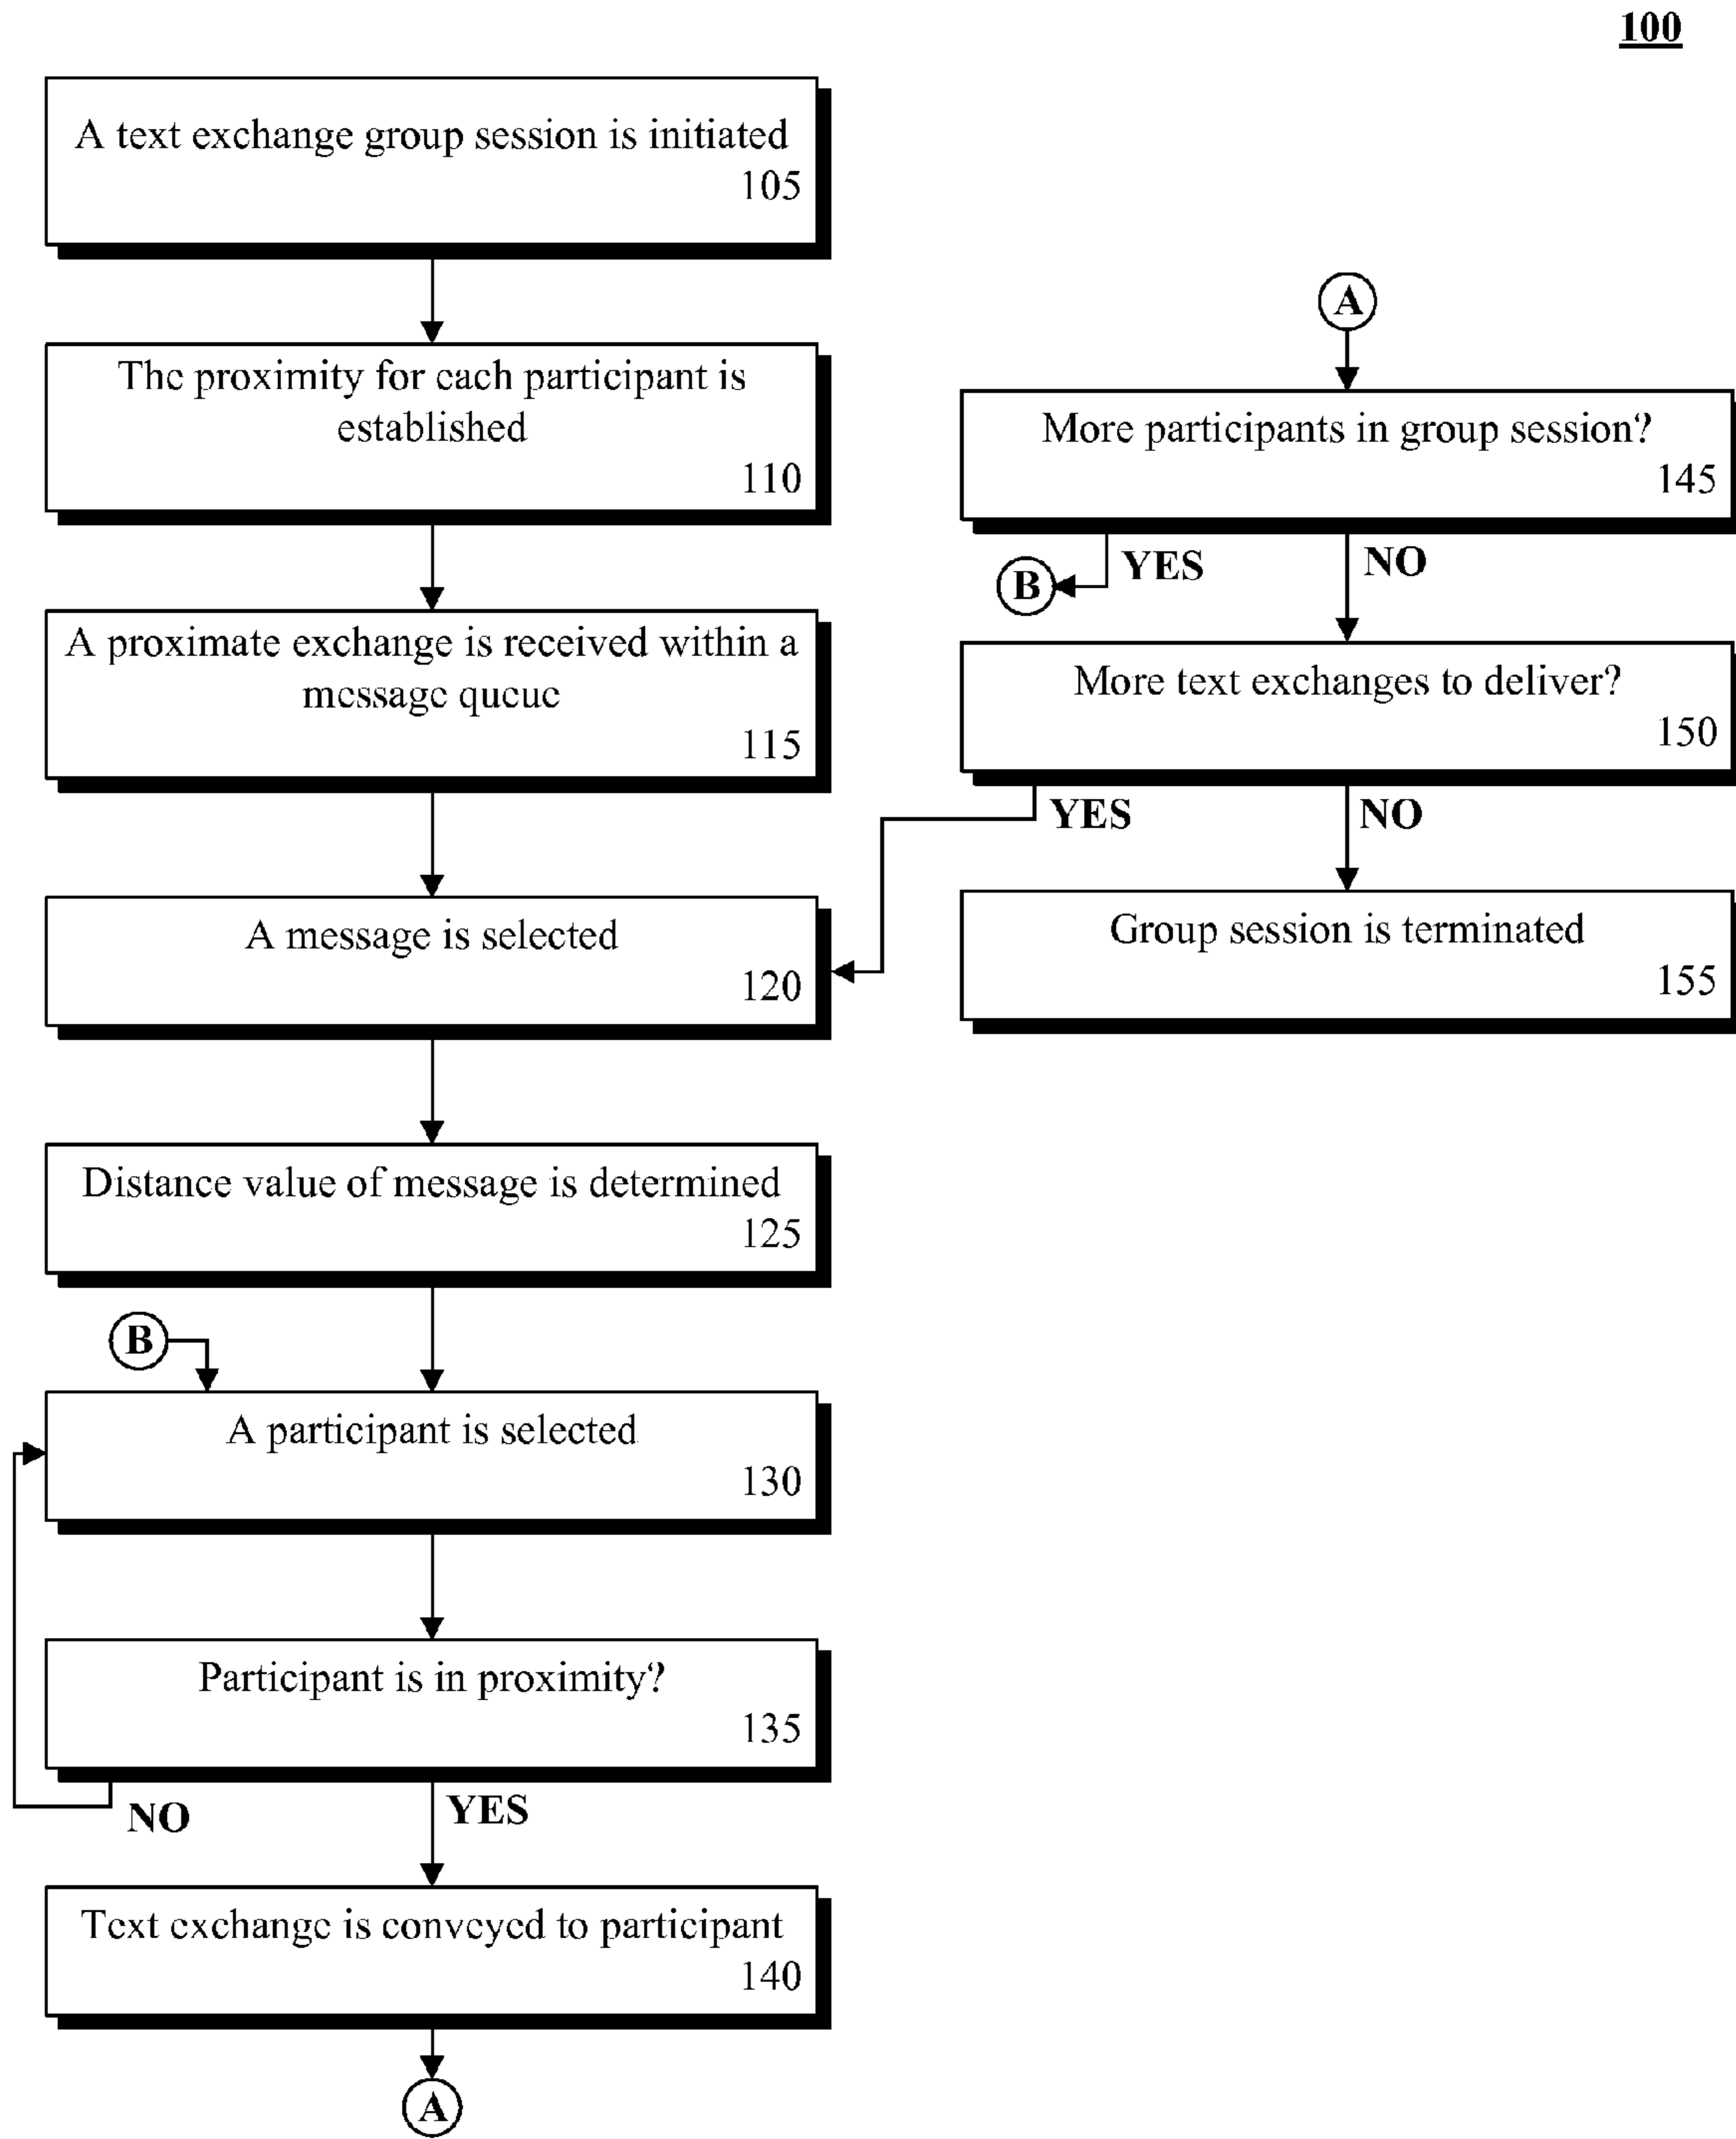 100
A text exchange group session is initiated
105
The proximity for each participant is
established
110
A proximate exchange is received within a
message queue
115
A message is selected
120
Distance value of message is determined
125
B
A participant is selected
130
Participant is in proximity?
135
NO
YES
Text exchange is conveyed to participant
140
A
A
More participants in group session?
145
YES
NO
B
More text exchanges to deliver?
150
YES
NO
Group session is terminated
155